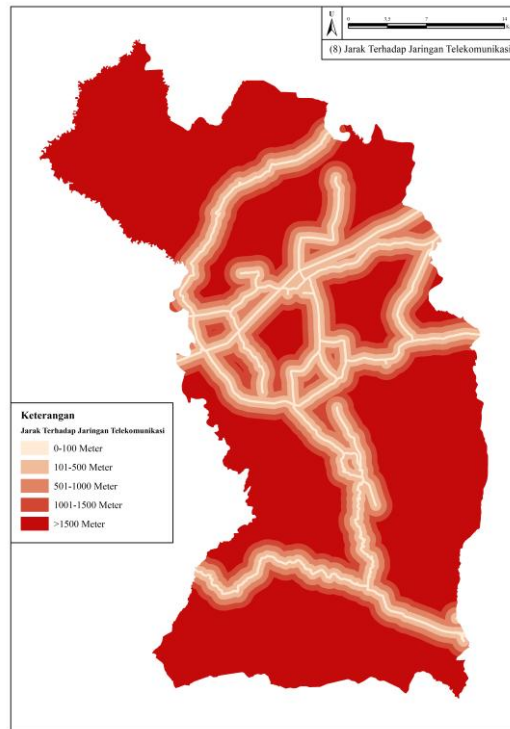 U
0 3.5 7 14
(8) Jarak Terhadap Jaringan Telekomunikasi
Keterangan
Jarak Terhadap Jaringan Telekomunikasi
0-100 Meter
101-500 Meter
501-1000 Meter
1001-1500 Meter
>1500 Meter